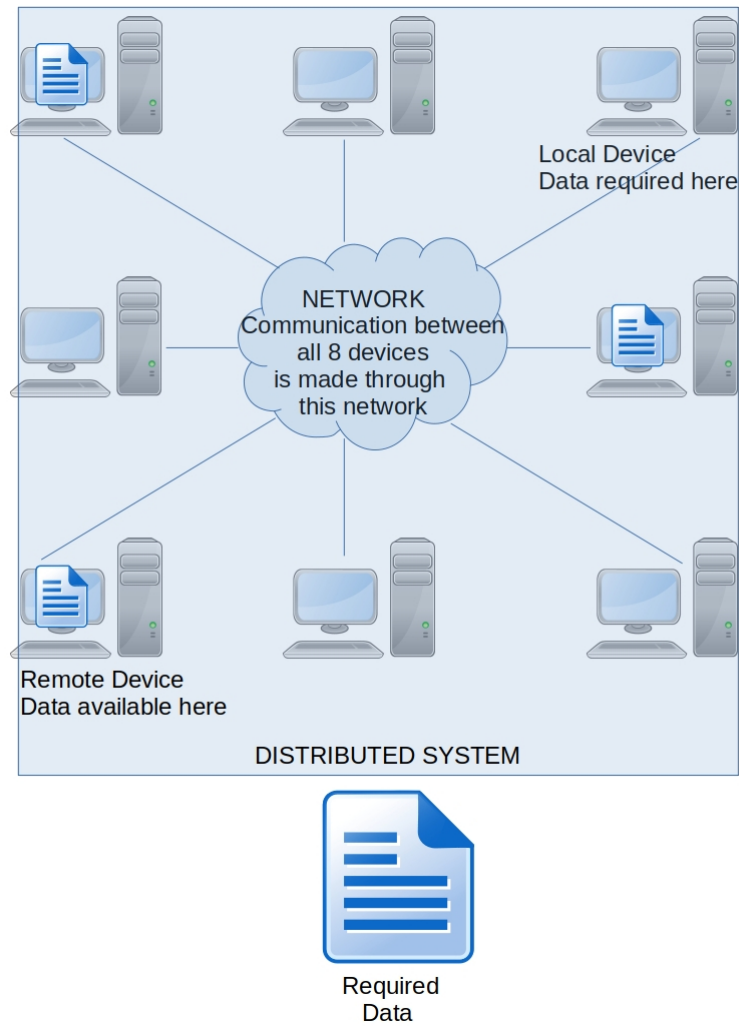 Local Device
Data required here
NETWORK
Communication between
all 8 devices
is made through
this network
Remote Device
Data available here
DISTRIBUTED SYSTEM
Required
Data